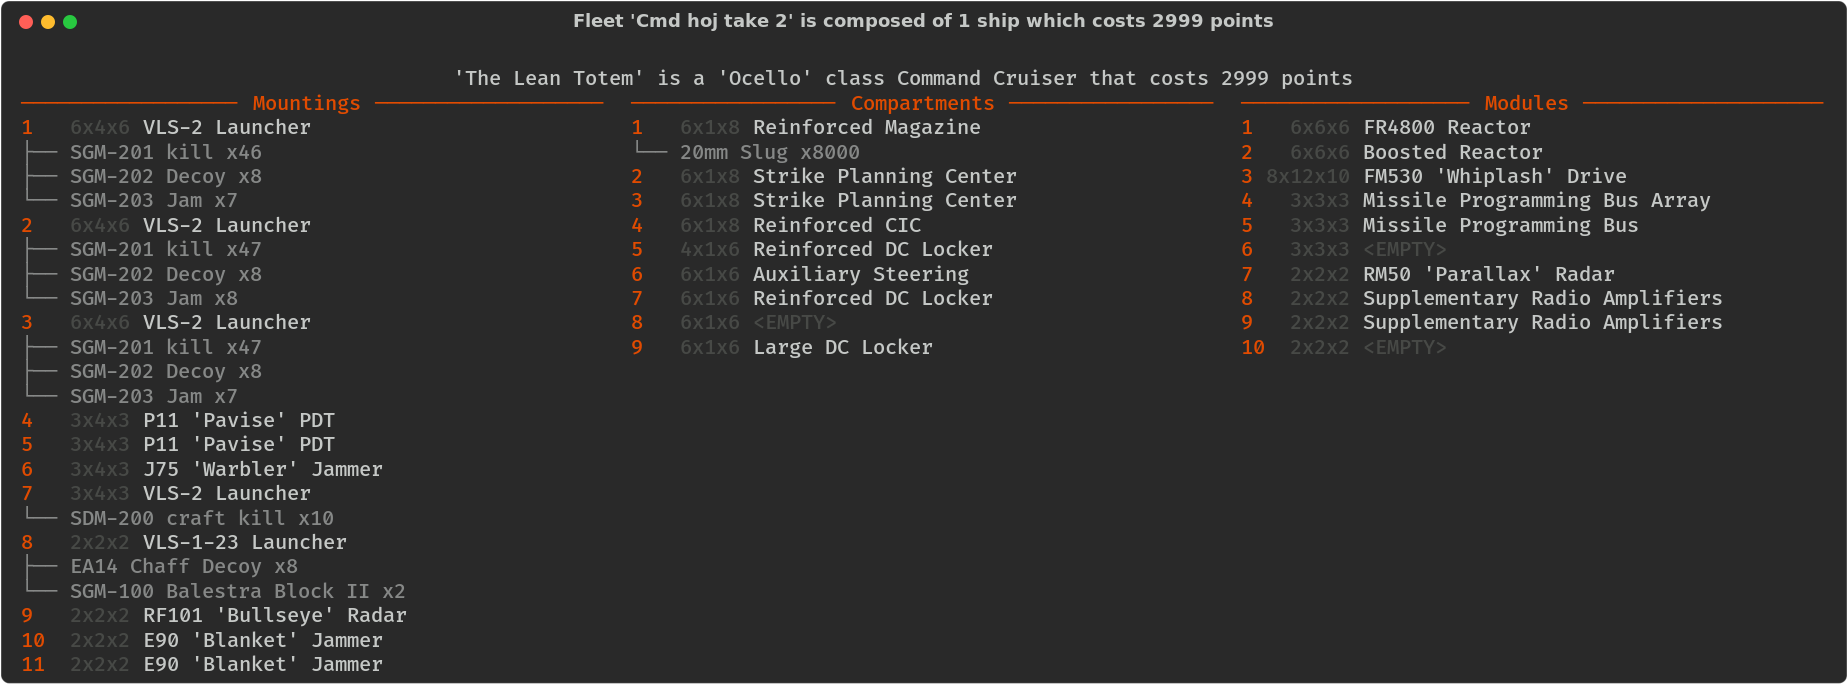 Fleet 'Cmd hoj take 2' is composed of 1 ship which costs 2999 points
'The Lean Totem' is a 'Ocello' class Command Cruiser that costs 2999 points
Mountings
1 6x4x6 VLS-2 Launcher
SGM-201 kill x46
SGM-202 Decoy x8
SGM-203 Jam x7
2 6x4x6 VLS-2 Launcher
SGM-201 kill x47
SGM-202 Decoy x8
SGM-203 Jam x8
3 6x4x6 VLS-2 Launcher
SGM-201 kill x47
SGM-202 Decoy x8
SGM-203 Jam x7
4 3x4x3 P11 'Pavise' PDT
5 3x4x3 P11 'Pavise' PDT
6 3x4x3 J75 'Warbler' Jammer
7 3x4x3 VLS-2 Launcher
SDM-200 craft kill x10
8 2x2x2 VLS-1-23 Launcher
EA14 Chaff Decoy x8
SGM-100 Balestra Block II x2
9 2x2x2 RF101 'Bullseye' Radar
10 2x2x2 E90 'Blanket' Jammer
11 2x2x2 E90 'Blanket' Jammer
Compartments
1 6x1x8 Reinforced Magazine
20mm Slug x8000
2 6x1x8 Strike Planning Center
3 6x1x8 Strike Planning Center
4 6x1x8 Reinforced CIC
5 4x1x6 Reinforced DC Locker
6 6x1x6 Auxiliary Steering
7 6x1x6 Reinforced DC Locker
8 6x1x6 <EMPTY>
9 6x1x6 Large DC Locker
Modules
1 6x6x6 FR4800 Reactor
2 6x6x6 Boosted Reactor
3 8x12x10 FM530 'Whiplash' Drive
4 3x3x3 Missile Programming Bus Array
5 3x3x3 Missile Programming Bus
6 3x3x3 <EMPTY>
7 2x2x2 RM50 'Parallax' Radar
8 2x2x2 Supplementary Radio Amplifiers
9 2x2x2 Supplementary Radio Amplifiers
10 2x2x2 <EMPTY>